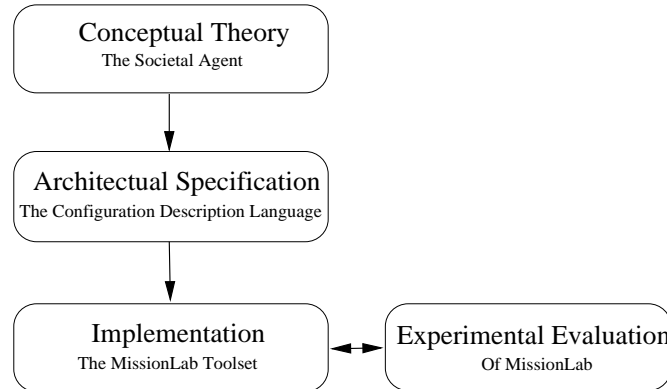 Conceptual Theory
The Societal Agent
Architectual Specification
The Configuration Description Language
Implementation
The MissionLab Toolset
Experimental Evaluation
Of MissionLab